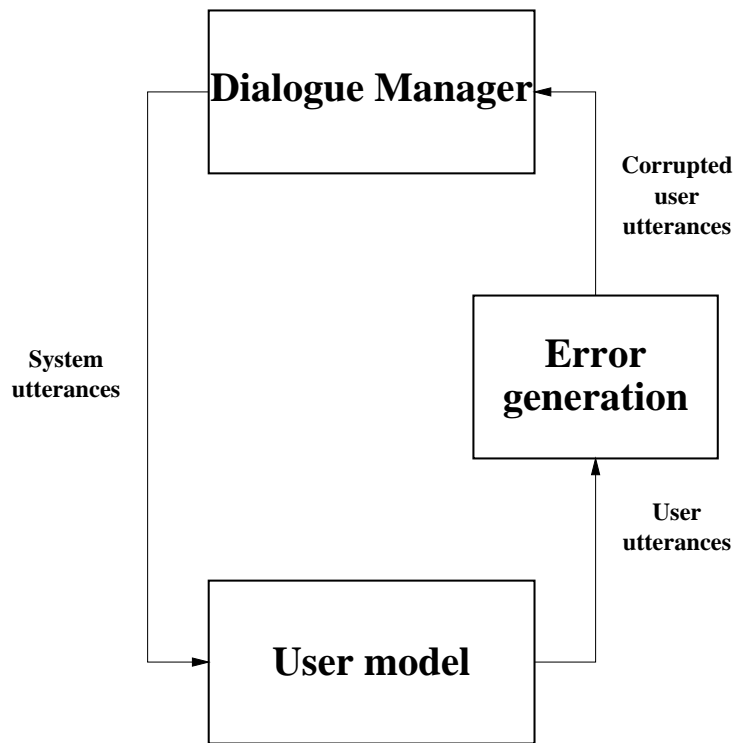 Dialogue Manager
Corrupted
user
utterances
Error
generation
System
utterances
User
utterances
User model